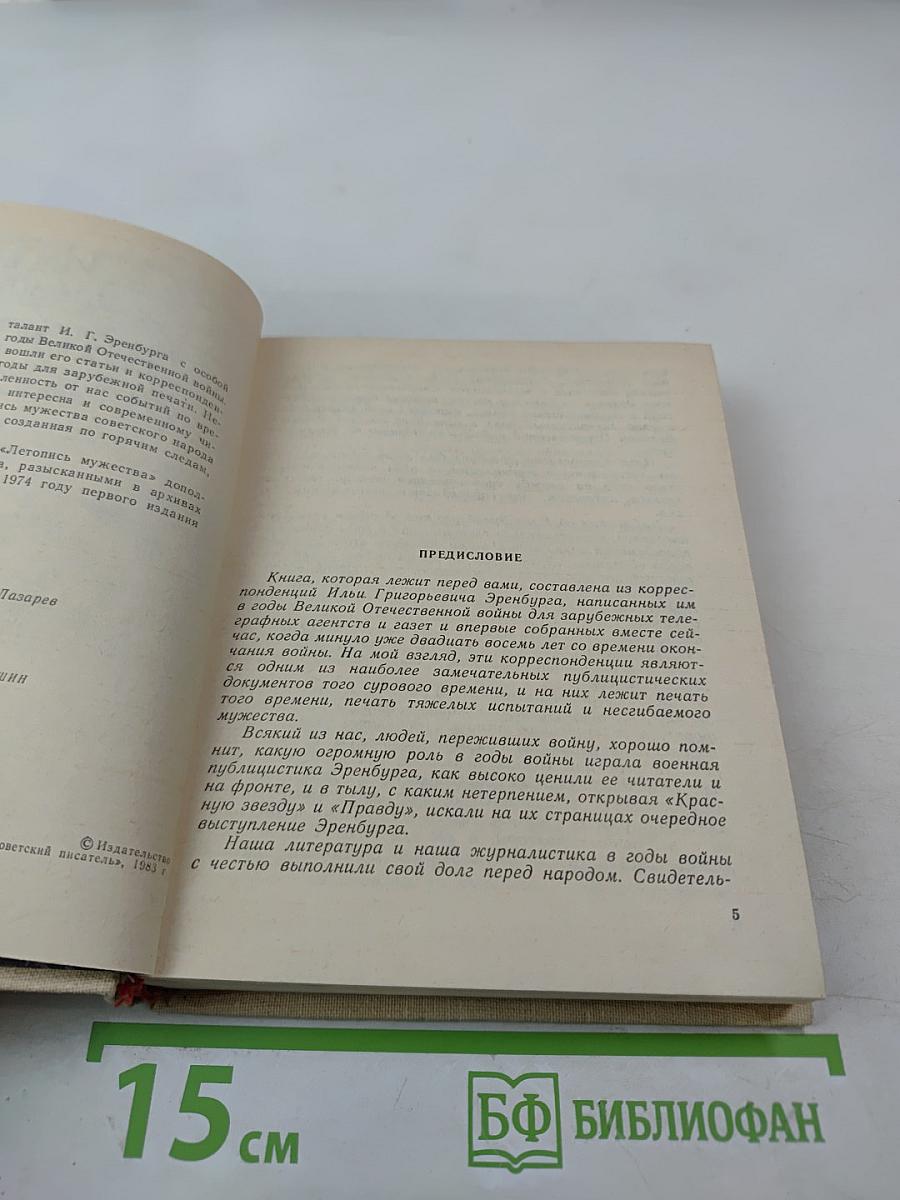 талант И. Г. Эренбурга с особой
годы Великой Отечественной войны.
вошли его статьи и корреспонден-
годы для зарубежной печати. Не-
ленность от нас событий по вре-
интересна и современному чи-
ись мужества советского народа
созданная по горячим следам,
«Летопись мужества» допол-
а, разысканными в архивах
1974 году первого издания
Лазарев
шин
© Издательство
оветский писатель», 1983 г
ПРЕДИСЛОВИЕ
Книга, которая лежит перед вами, составлена из коррес-
понденций Ильи Григорьевича Эренбурга, написанных им
в годы Великой Отечественной войны для зарубежных теле-
графных агентств и газет и впервые собранных вместе сей-
час, когда минуло уже двадцать восемь лет со времени окон-
чания войны. На мой взгляд, эти корреспонденции являют-
ся одним из наиболее замечательных публицистических
документов того сурового времени, и на них лежит печать
того времени, печать тяжелых испытаний и несгибаемого
мужества.
Всякий из нас, людей, переживших войну, хорошо пом-
нит, какую огромную роль в годы войны играла военная
публицистика Эренбурга, как высоко ценили ее читатели и
на фронте, и в тылу, с каким нетерпением, открывая «Крас-
ную звезду» и «Правду», искали на их страницах очередное
выступление Эренбурга.
Наша литература и наша журналистика в годы войны
с честью выполнили свой долг перед народом. Свидетель-
5
15 см
БФ БИБЛИОФАН